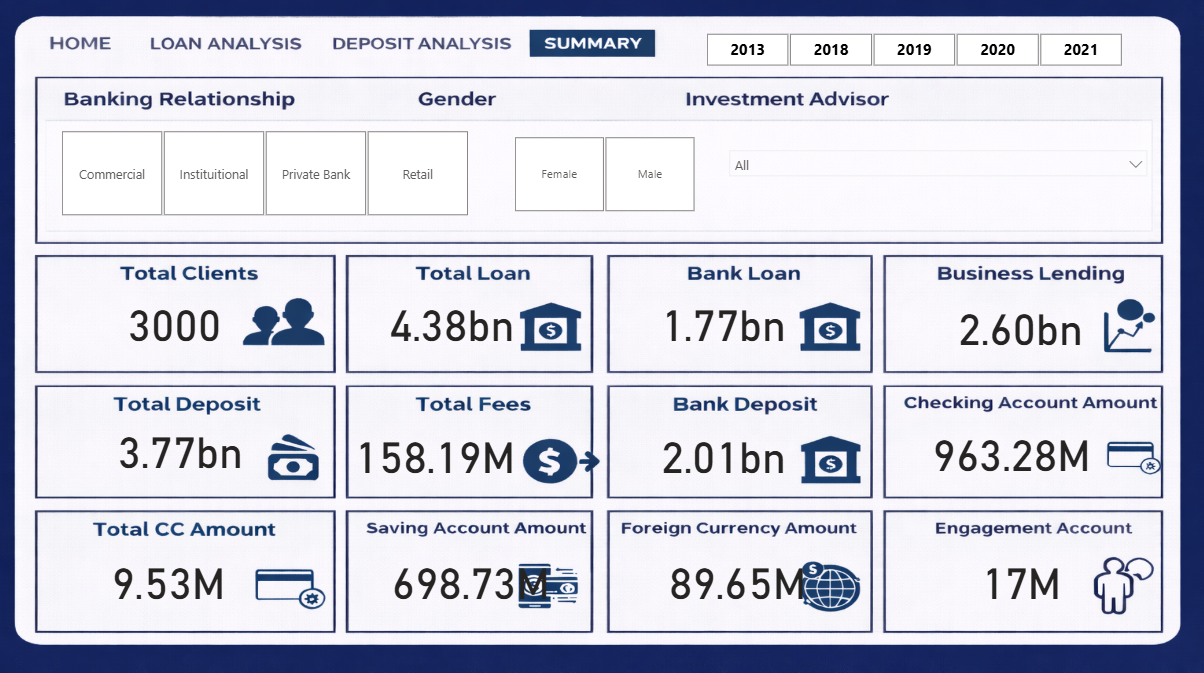 HOME LOAN ANALYSIS DEPOSIT ANALYSIS SUMMARY 2013 2018 2019 2020 2021
Banking Relationship Gender Investment Advisor
Commercial Instituitional Private Bank Retail Female Male All
Total Clients Total Loan Bank Loan Business Lending
3000 4.38bn 1.77bn 2.60bn
Total Deposit Total Fees Bank Deposit Checking Account Amount
3.77bn 158.19M 2.01bn 963.28M
Total CC Amount Saving Account Amount Foreign Currency Amount Engagement Account
9.53M 698.73M 89.65M 17M